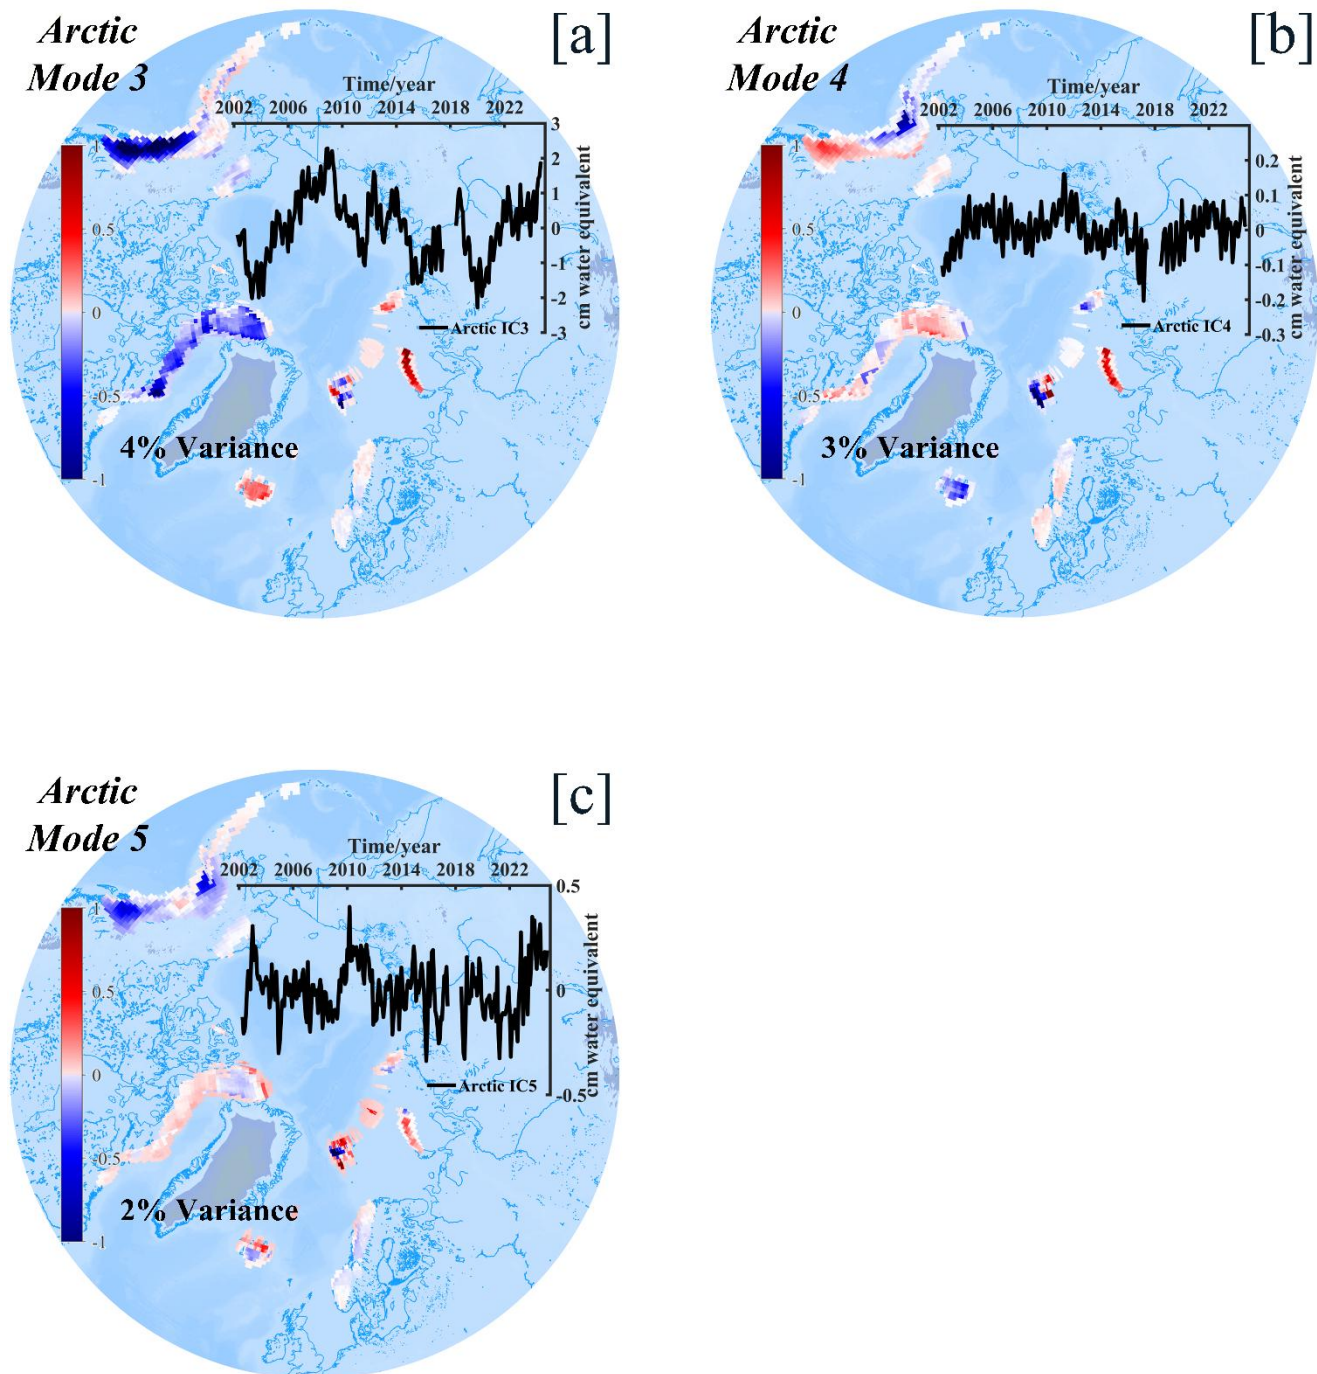 Arctic
Mode 3
[a]
Time/year
2002 2006 2010 2014 2018 2022
3
2
1
0
-1
-2
-3
cm water equivalent
1
0.5
0
-0.5
-1
Arctic IC3
4% Variance
Arctic
Mode 4
[b]
Time/year
2002 2006 2010 2014 2018 2022
0.2
0.1
0
-0.1
-0.2
-0.3
cm water equivalent
1
0.5
0
-0.5
-1
Arctic IC4
3% Variance
Arctic
Mode 5
[c]
Time/year
2002 2006 2010 2014 2018 2022
0.5
0
-0.5
cm water equivalent
1
0.5
0
-0.5
-1
Arctic IC5
2% Variance